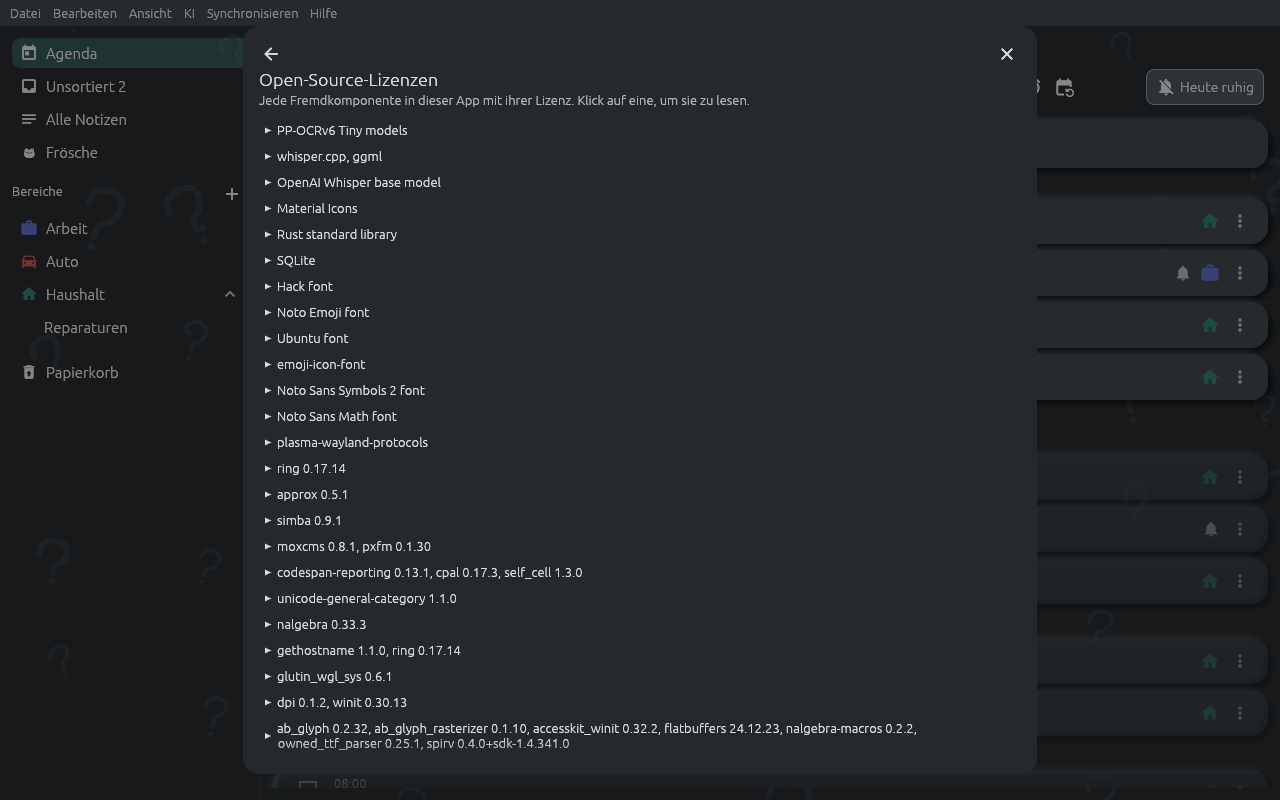 Datei Bearbeiten Ansicht KI Synchronisieren Hilfe
Agenda
Unsortiert 2
Alle Notizen
Frösche
Bereiche
Arbeit
Auto
Haushalt
Reparaturen
Papierkorb
Open-Source-Lizenzen
Jede Fremdkomponente in dieser App mit ihrer Lizenz. Klick auf eine, um sie zu lesen.
PP-OCRv6 Tiny models
whisper.cpp, ggml
OpenAI Whisper base model
Material Icons
Rust standard library
SQLite
Hack font
Noto Emoji font
Ubuntu font
emoji-icon-font
Noto Sans Symbols 2 font
Noto Sans Math font
plasma-wayland-protocols
ring 0.17.14
approx 0.5.1
simba 0.9.1
moxcms 0.8.1, pxfm 0.1.30
codespan-reporting 0.13.1, cpal 0.17.3, self_cell 1.3.0
unicode-general-category 1.1.0
nalgebra 0.33.3
gethostname 1.1.0, ring 0.17.14
glutin_wgl_sys 0.6.1
dpi 0.1.2, winit 0.30.13
ab_glyph 0.2.32, ab_glyph_rasterizer 0.1.10, accesskit_winit 0.32.2, flatbuffers 24.12.23, nalgebra-macros 0.2.2,
owned_ttf_parser 0.25.1, spirv 0.4.0+sdk-1.4.341.0
Heute ruhig
08:00